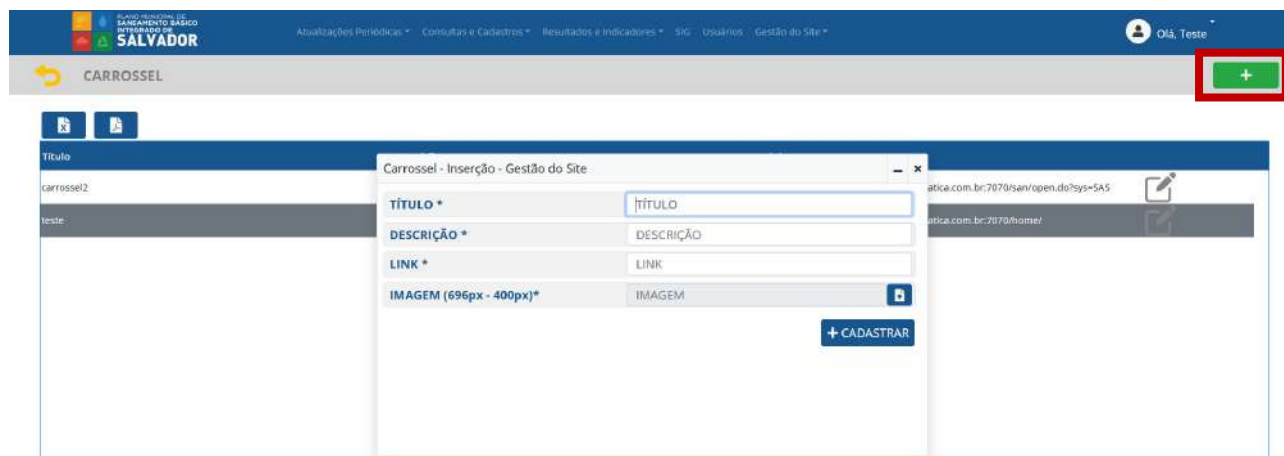 PLANO MUNICIPAL DE
SANEAMENTO BÁSICO
INTEGRADO DE
SALVADOR
Atualizações Periódicas Consultas e Cadastros Resultados e Indicadores SIG Usuários Gestão do Site
Olá, Teste
CARROSSEL
+
Título
carrossel2
atica.com.br:7070/san/open.do?sys=SAS
teste
atica.com.br:7070/home/
Carrossel - Inserção - Gestão do Site
TÍTULO * TÍTULO
DESCRIÇÃO * DESCRIÇÃO
LINK * LINK
IMAGEM (696px - 400px)* IMAGEM
+ CADASTRAR